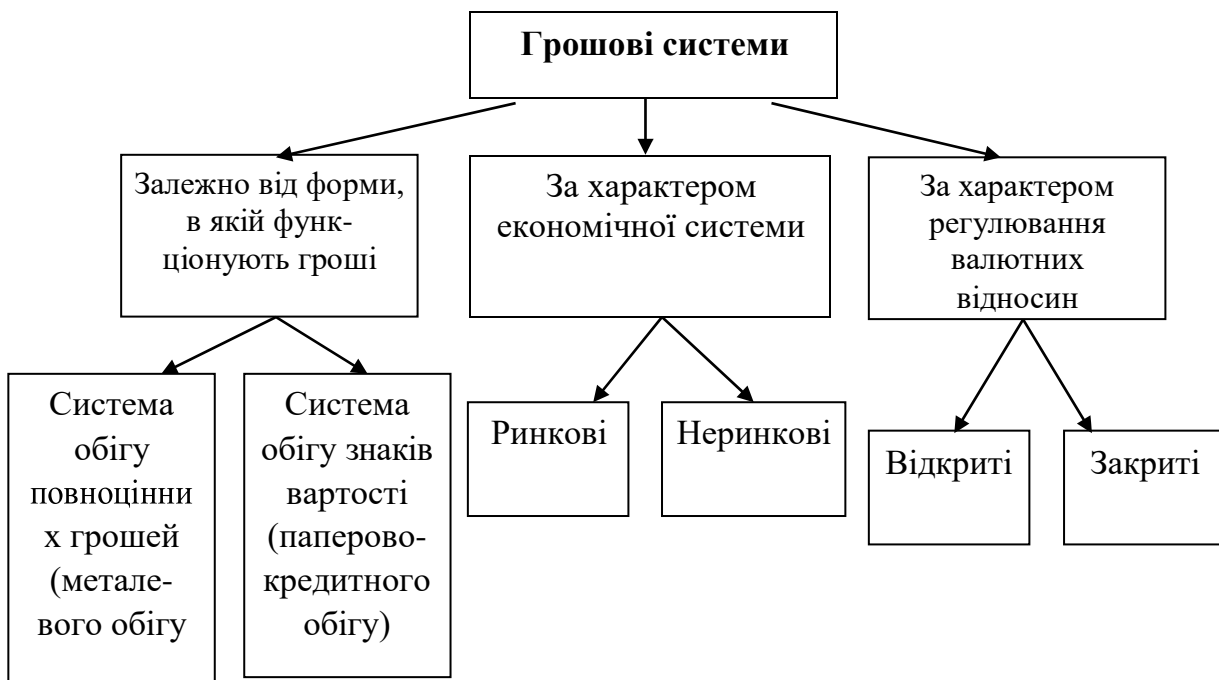 Грошові системи
Залежно від форми,
в якій функ-
ціонують гроші
За характером
економічної системи
За характером
регулювання
валютних
відносин
Система
обігу
повноцінни
х грошей
(метале-
вого обігу
Система
обігу знаків
вартості
(паперово-
кредитного
обігу)
Ринкові
Неринкові
Відкриті
Закриті